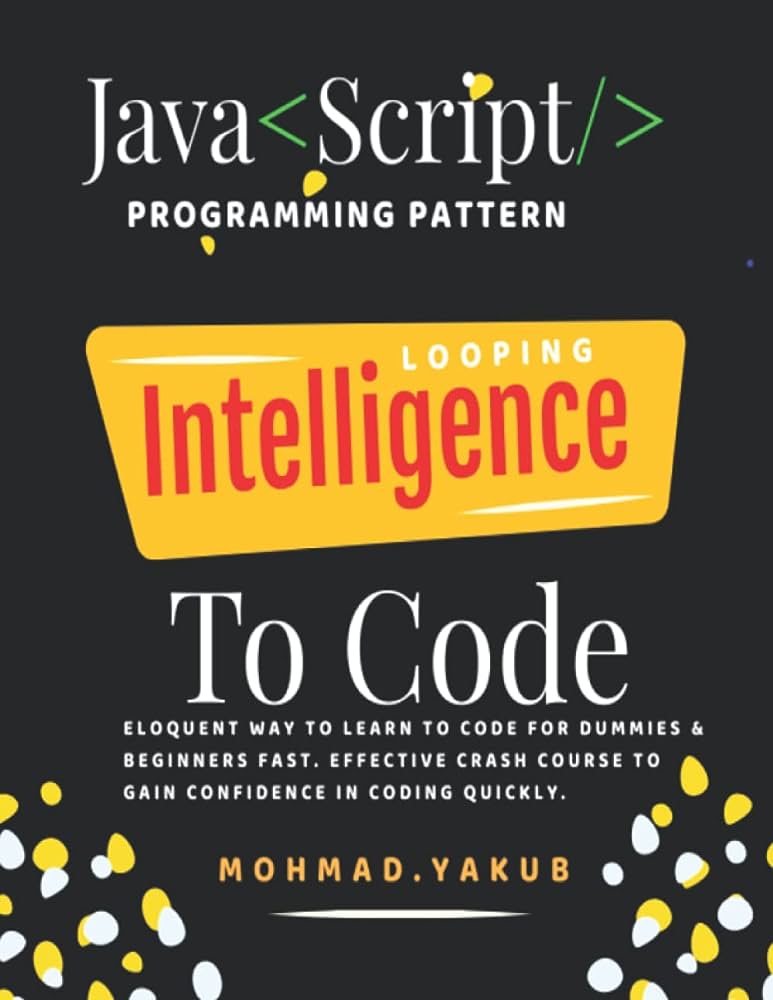 Java<Script/>
PROGRAMMING PATTERN
LOOPING
Intelligence
To Code
ELOQUENT WAY TO LEARN TO CODE FOR DUMMIES &
BEGINNERS FAST. EFFECTIVE CRASH COURSE TO
GAIN CONFIDENCE IN CODING QUICKLY.
MOHMAD.YAKUB